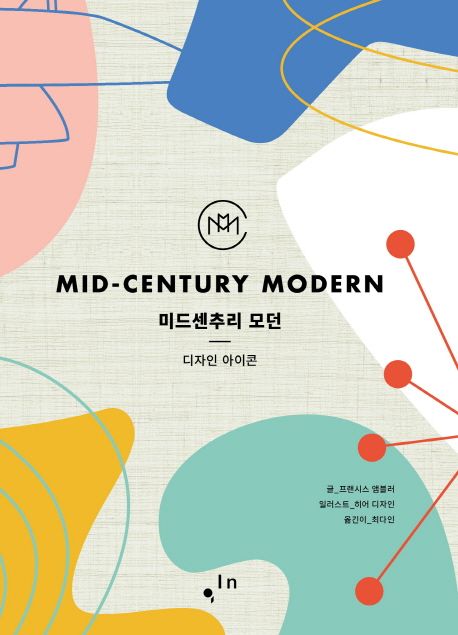 MID-CENTURY MODERN
미드센추리 모던
디자인 아이콘
글_프랜시스 앰블러
일러스트_히어 디자인
옮긴이_최다인
, In